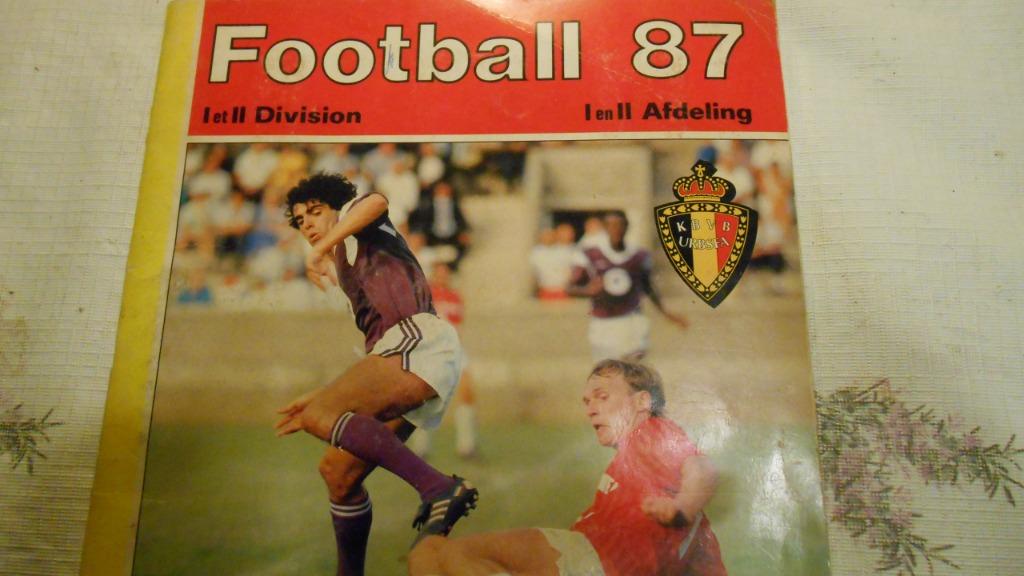 Football 87
I et II Division I en II Afdeling
K B V B
URBSFA